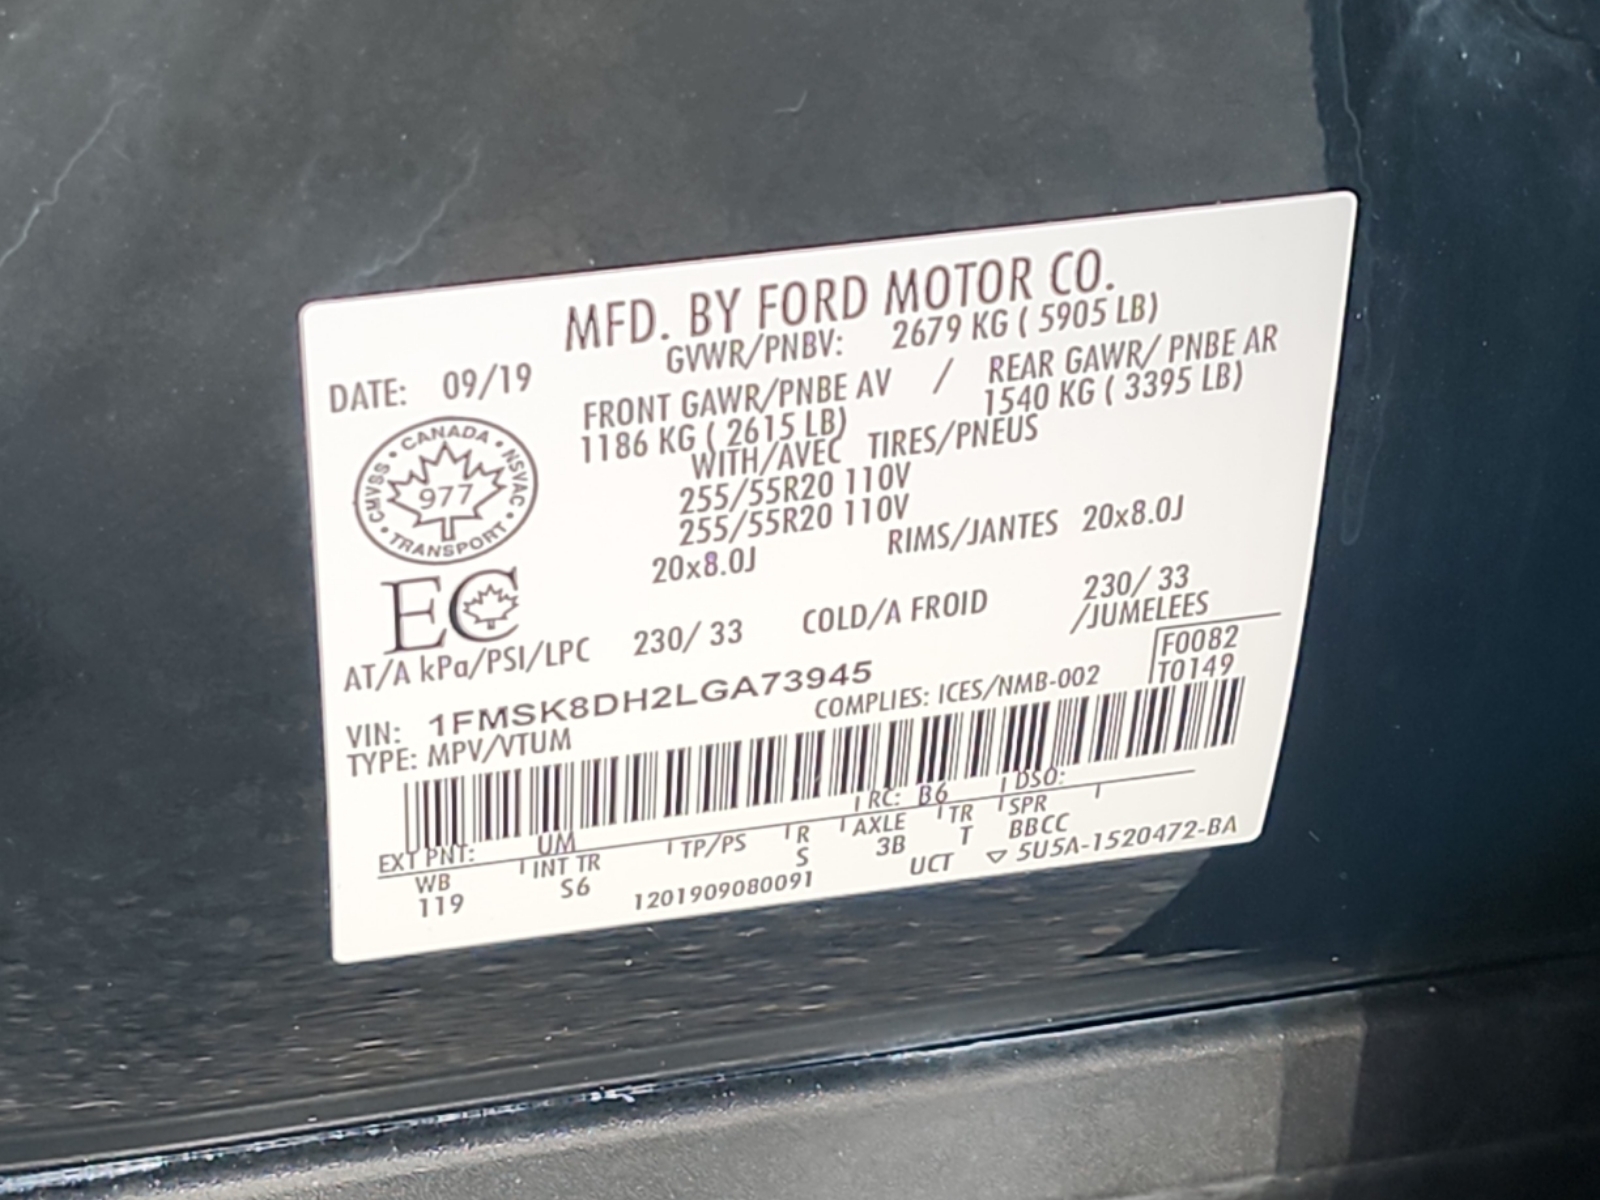 MFD. BY FORD MOTOR CO.
DATE: 09/19 GVWR/PNBV: 2679 KG ( 5905 LB)
FRONT GAWR/PNBE AV / REAR GAWR/ PNBE AR
1186 KG ( 2615 LB) 1540 KG ( 3395 LB)
WITH/AVEC TIRES/PNEUS
255/55R20 110V
255/55R20 110V
20x8.0J RIMS/JANTES 20x8.0J
CANADA
CMVSS 977 NSVAC
TRANSPORT
EC
AT/A kPa/PSI/LPC 230/ 33 COLD/A FROID 230/ 33
/JUMELEES
F0082
T0149
VIN: 1FMSK8DH2LGA73945
COMPLIES: ICES/NMB-002
TYPE: MPV/VTUM
EXT PNT: UM RC: B6 DSO:
WB INT TR TP/PS R AXLE TR SPR
119 S6 S 3B T BBCC
1201909080091 UCT ▽ 5U5A-1520472-BA